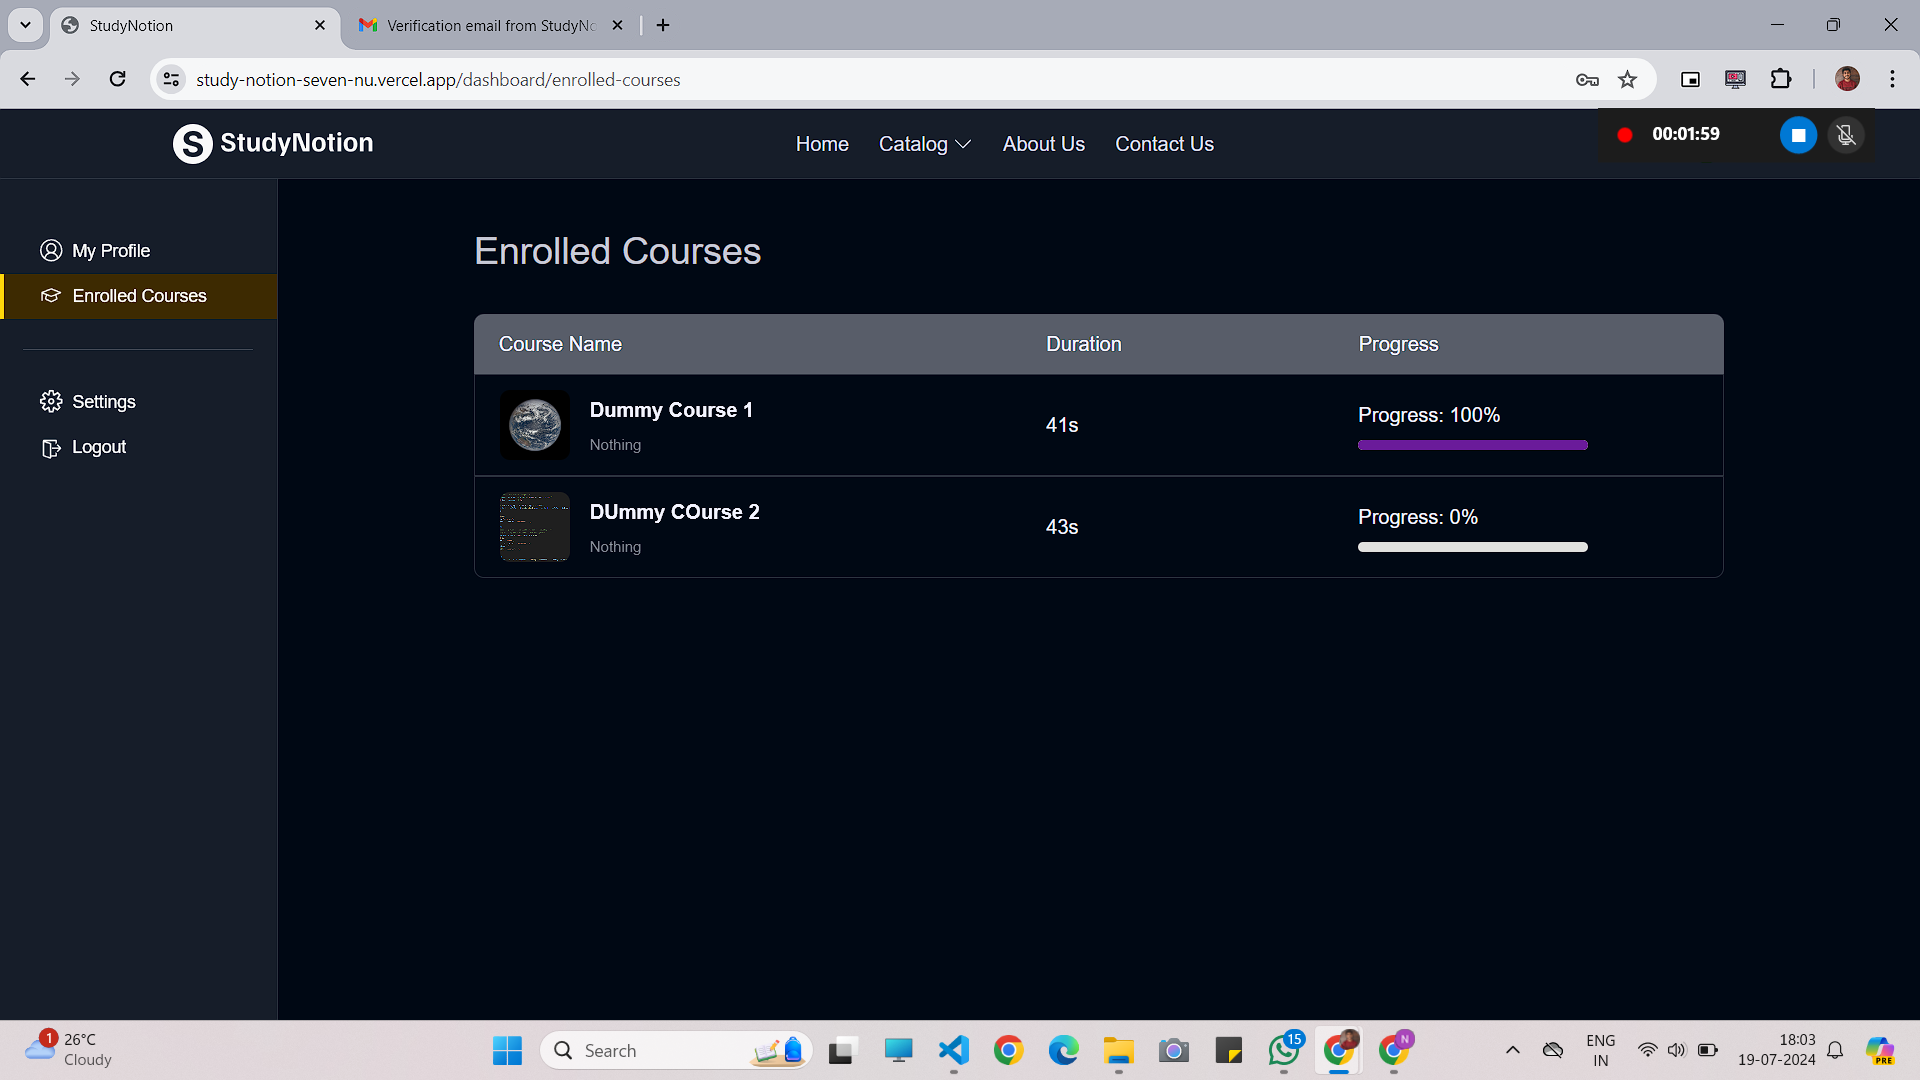 StudyNotion
Verification email from StudyNo
study-notion-seven-nu.vercel.app/dashboard/enrolled-courses
S StudyNotion
Home
Catalog
About Us
Contact Us
00:01:59
My Profile
Enrolled Courses
Settings
Logout
Enrolled Courses
Course Name
Duration
Progress
Dummy Course 1
Nothing
41s
Progress: 100%
DUmmy COurse 2
Nothing
43s
Progress: 0%
1
26°C
Cloudy
Search
15
N
ENG
IN
18:03
19-07-2024
PRE